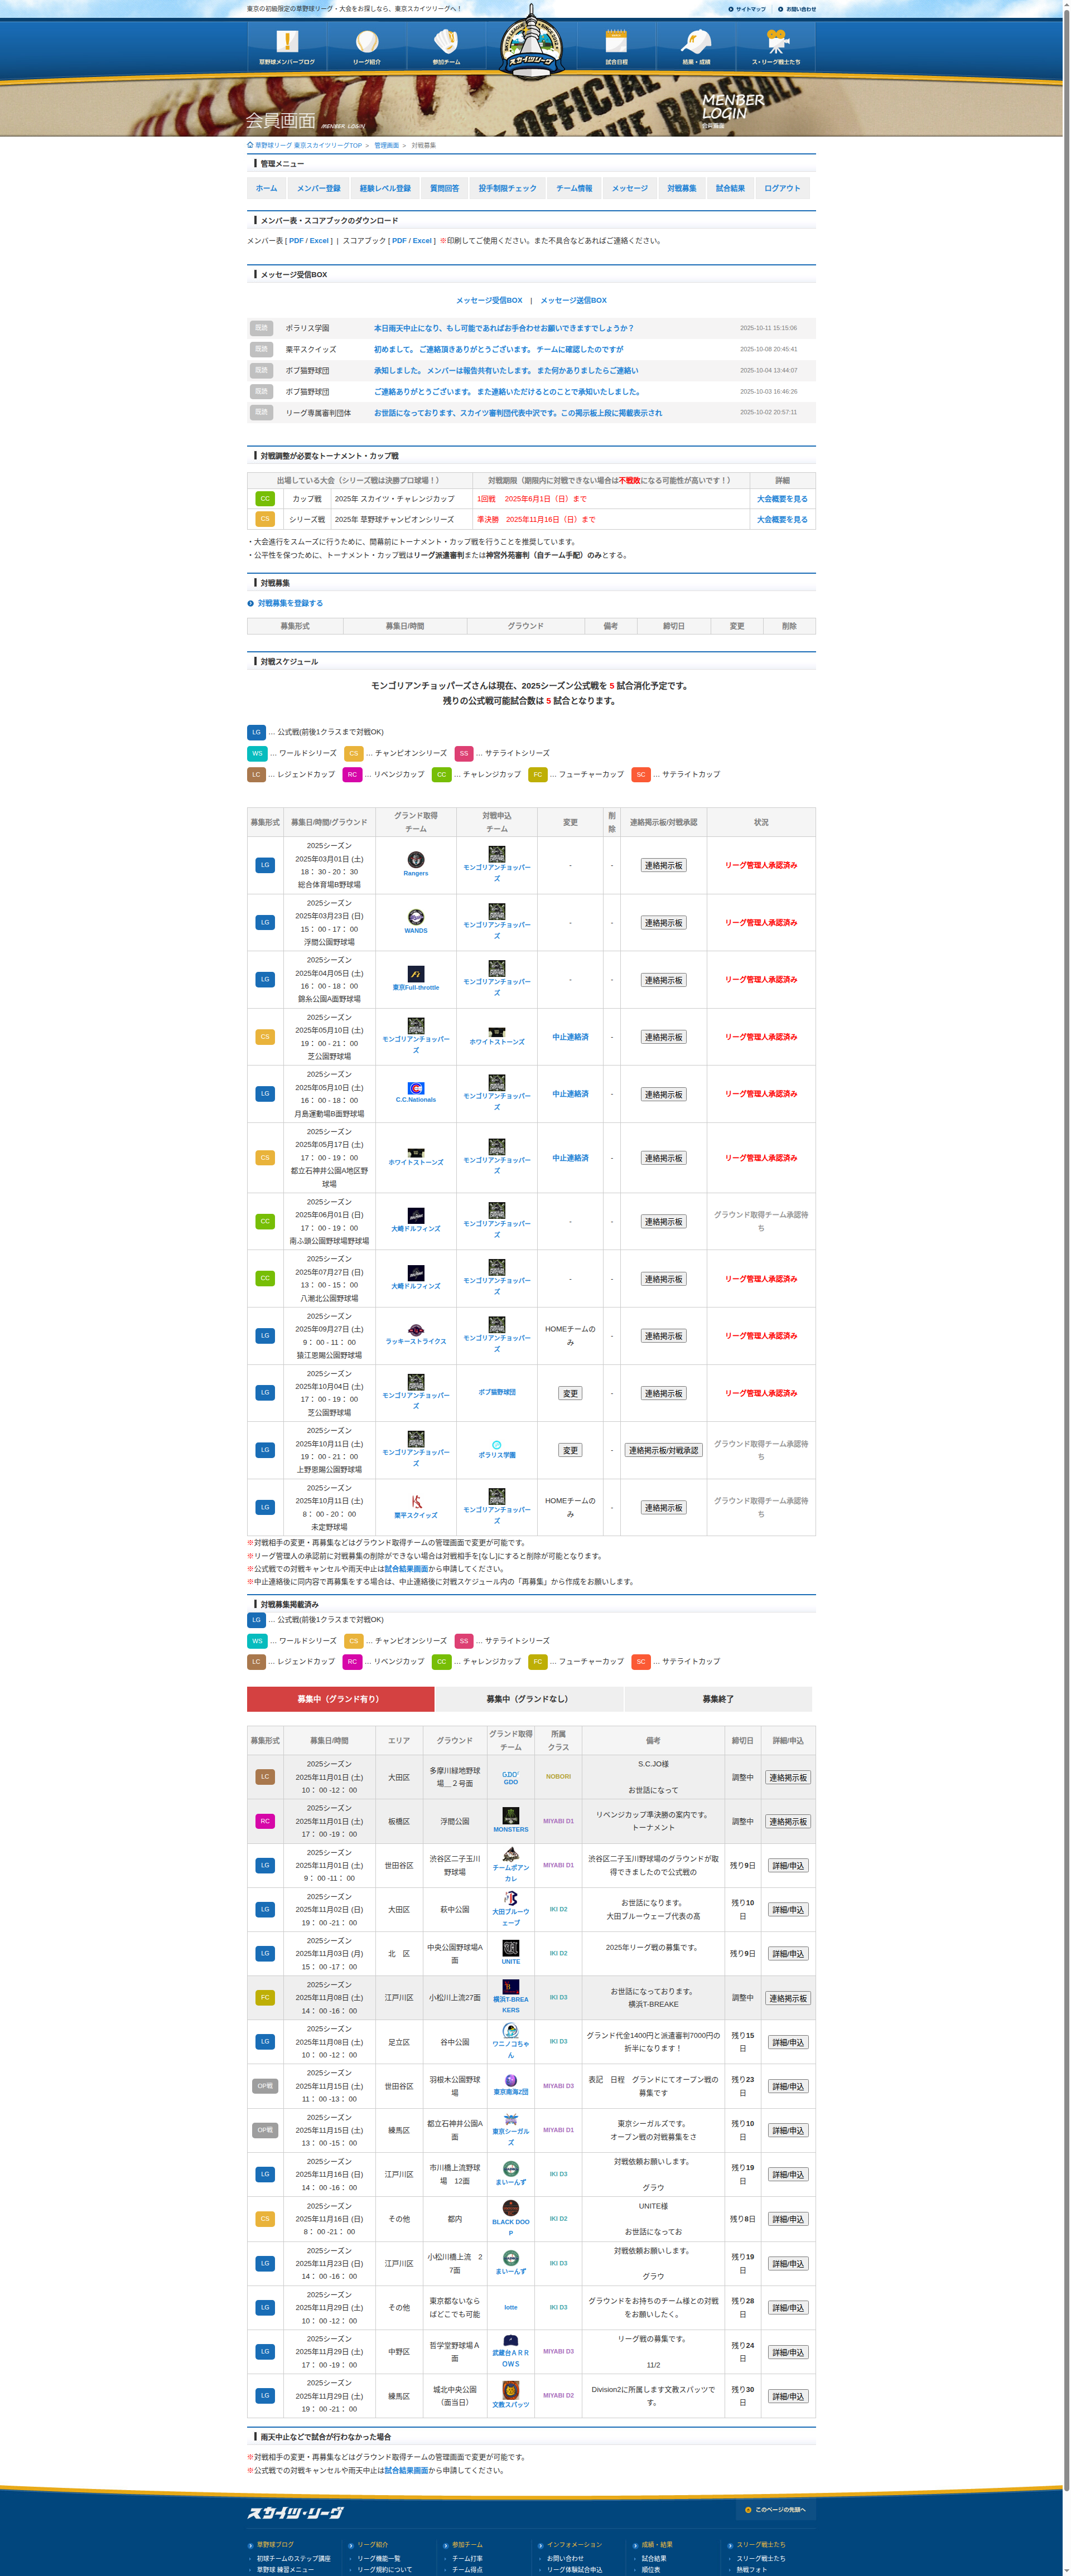 東京の初級限定の草野球リーグ・大会をお探しなら、東京スカイツリーグへ！
サイトマップ お問い合わせ
草野球メンバーブログ リーグ紹介 参加チーム スカイツリーグ 試合日程 結果・成績 ス・リーグ戦士たち
会員画面 MENBER LOGIN
MENBER LOGIN
会員画面
草野球リーグ 東京スカイツリーグTOP > 管理画面 > 対戦募集
管理メニュー
ホーム メンバー登録 経験レベル登録 質問回答 投手制限チェック チーム情報 メッセージ 対戦募集 試合結果 ログアウト
メンバー表・スコアブックのダウンロード
メンバー表 [ PDF / Excel ] | スコアブック [ PDF / Excel ] ※印刷してご使用ください。また不具合などあればご連絡ください。
メッセージ受信BOX
メッセージ受信BOX | メッセージ送信BOX
既読 ポラリス学園 本日雨天中止になり、もし可能であればお手合わせお願いできますでしょうか？ 2025-10-11 15:15:06
既読 栗平スクイッズ 初めまして。 ご連絡頂きありがとうございます。 チームに確認したのですが 2025-10-08 20:45:41
既読 ボブ猫野球団 承知しました。 メンバーは報告共有いたします。 また何かありましたらご連絡い 2025-10-04 13:44:07
既読 ボブ猫野球団 ご連絡ありがとうございます。 また連絡いただけるとのことで承知いたしました。 2025-10-03 16:46:26
既読 リーグ専属審判団体 お世話になっております、スカイツ審判団代表中沢です。この掲示板上段に掲載表示され 2025-10-02 20:57:11
対戦調整が必要なトーナメント・カップ戦
出場している大会（シリーズ戦は決勝プロ球場！） 対戦期限（期限内に対戦できない場合は不戦敗になる可能性が高いです！） 詳細
CC カップ戦 2025年 スカイツ・チャレンジカップ 1回戦 2025年6月1日（日）まで 大会概要を見る
CS シリーズ戦 2025年 草野球チャンピオンシリーズ 準決勝 2025年11月16日（日）まで 大会概要を見る
・大会進行をスムーズに行うために、開幕前にトーナメント・カップ戦を行うことを推奨しています。
・公平性を保つために、トーナメント・カップ戦はリーグ派遣審判または神宮外苑審判（自チーム手配）のみとする。
対戦募集
対戦募集を登録する
募集形式 募集日/時間 グラウンド 備考 締切日 変更 削除
対戦スケジュール
モンゴリアンチョッパーズさんは現在、2025シーズン公式戦を 5 試合消化予定です。
残りの公式戦可能試合数は 5 試合となります。
LG … 公式戦(前後1クラスまで対戦OK)
WS … ワールドシリーズ CS … チャンピオンシリーズ SS … サテライトシリーズ
LC … レジェンドカップ RC … リベンジカップ CC … チャレンジカップ FC … フューチャーカップ SC … サテライトカップ
募集形式 募集日/時間/グラウンド グランド取得チーム 対戦申込チーム 変更 削除 連絡掲示板/対戦承認 状況
LG 2025シーズン 2025年03月01日 (土) 18： 30 - 20： 30 総合体育場B野球場 Rangers モンゴリアンチョッパーズ - - 連絡掲示板 リーグ管理人承認済み
LG 2025シーズン 2025年03月23日 (日) 15： 00 - 17： 00 浮間公園野球場 WANDS モンゴリアンチョッパーズ - - 連絡掲示板 リーグ管理人承認済み
LG 2025シーズン 2025年04月05日 (土) 16： 00 - 18： 00 錦糸公園A面野球場 東京Full-throttle モンゴリアンチョッパーズ - - 連絡掲示板 リーグ管理人承認済み
CS 2025シーズン 2025年05月10日 (土) 19： 00 - 21： 00 芝公園野球場 モンゴリアンチョッパーズ ホワイトストーンズ 中止連絡済 - 連絡掲示板 リーグ管理人承認済み
LG 2025シーズン 2025年05月10日 (土) 16： 00 - 18： 00 月島運動場B面野球場 C.C.Nationals モンゴリアンチョッパーズ 中止連絡済 - 連絡掲示板 リーグ管理人承認済み
CS 2025シーズン 2025年05月17日 (土) 17： 00 - 19： 00 都立石神井公園A地区野球場 ホワイトストーンズ モンゴリアンチョッパーズ 中止連絡済 - 連絡掲示板 リーグ管理人承認済み
CC 2025シーズン 2025年06月01日 (日) 17： 00 - 19： 00 南ふ頭公園野球場野球場 大崎ドルフィンズ モンゴリアンチョッパーズ - - 連絡掲示板 グラウンド取得チーム承認待ち
CC 2025シーズン 2025年07月27日 (日) 13： 00 - 15： 00 八潮北公園野球場 大崎ドルフィンズ モンゴリアンチョッパーズ - - 連絡掲示板 リーグ管理人承認済み
LG 2025シーズン 2025年09月27日 (土) 9： 00 - 11： 00 猿江恩賜公園野球場 ラッキーストライクス モンゴリアンチョッパーズ HOMEチームのみ - 連絡掲示板 リーグ管理人承認済み
LG 2025シーズン 2025年10月04日 (土) 17： 00 - 19： 00 芝公園野球場 モンゴリアンチョッパーズ ボブ猫野球団 変更 - 連絡掲示板 リーグ管理人承認済み
LG 2025シーズン 2025年10月11日 (土) 19： 00 - 21： 00 上野恩賜公園野球場 モンゴリアンチョッパーズ ポラリス学園 変更 - 連絡掲示板/対戦承認 グラウンド取得チーム承認待ち
LG 2025シーズン 2025年10月11日 (土) 8： 00 - 20： 00 未定野球場 栗平スクイッズ モンゴリアンチョッパーズ HOMEチームのみ - 連絡掲示板 グラウンド取得チーム承認待ち
※対戦相手の変更・再募集などはグラウンド取得チームの管理画面で変更が可能です。
※リーグ管理人の承認前に対戦募集の削除ができない場合は対戦相手を[なし]にすると削除が可能となります。
※公式戦での対戦キャンセルや雨天中止は試合結果画面から申請してください。
※中止連絡後に同内容で再募集をする場合は、中止連絡後に対戦スケジュール内の「再募集」から作成をお願いします。
対戦募集掲載済み
LG … 公式戦(前後1クラスまで対戦OK)
WS … ワールドシリーズ CS … チャンピオンシリーズ SS … サテライトシリーズ
LC … レジェンドカップ RC … リベンジカップ CC … チャレンジカップ FC … フューチャーカップ SC … サテライトカップ
募集中（グランド有り） 募集中（グランドなし） 募集終了
募集形式 募集日/時間 エリア グラウンド グランド取得チーム 所属クラス 備考 締切日 詳細/申込
LC 2025シーズン 2025年11月01日 (土) 10： 00 -12： 00 大田区 多摩川緑地野球場＿２号面 GDO NOBORI S.C.JO様 お世話になって 調整中 連絡掲示板
RC 2025シーズン 2025年11月01日 (土) 17： 00 -19： 00 板橋区 浮間公園 MONSTERS MIYABI D1 リベンジカップ準決勝の案内です。 トーナメント 調整中 連絡掲示板
LG 2025シーズン 2025年11月01日 (土) 9： 00 -11： 00 世田谷区 渋谷区二子玉川野球場 チームポアンカレ MIYABI D1 渋谷区二子玉川野球場のグラウンドが取得できましたので公式戦の 残り9日 詳細/申込
LG 2025シーズン 2025年11月02日 (日) 19： 00 -21： 00 大田区 萩中公園 大田ブルーウェーブ IKI D2 お世話になります。 大田ブルーウェーブ代表の髙 残り10日 詳細/申込
LG 2025シーズン 2025年11月03日 (月) 15： 00 -17： 00 北 区 中央公園野球場A面 UNITE IKI D2 2025年リーグ戦の募集です。 残り9日 詳細/申込
FC 2025シーズン 2025年11月08日 (土) 14： 00 -16： 00 江戸川区 小松川上流27面 横浜T-BREAKERS IKI D3 お世話になっております。 横浜T-BREAKE 調整中 連絡掲示板
LG 2025シーズン 2025年11月08日 (土) 10： 00 -12： 00 足立区 谷中公園 ワニノコちゃん IKI D3 グランド代金1400円と派遣審判7000円の折半になります！ 残り15日 詳細/申込
OP戦 2025シーズン 2025年11月15日 (土) 11： 00 -13： 00 世田谷区 羽根木公園野球場 東京南海Z団 MIYABI D3 表記 日程 グランドにてオープン戦の募集です 残り23日 詳細/申込
OP戦 2025シーズン 2025年11月15日 (土) 13： 00 -15： 00 練馬区 都立石神井公園A面 東京シーガルズ MIYABI D1 東京シーガルズです。 オープン戦の対戦募集をさ 残り10日 詳細/申込
LG 2025シーズン 2025年11月16日 (日) 14： 00 -16： 00 江戸川区 市川橋上流野球場 12面 まいーんず IKI D3 対戦依頼お願いします。 グラウ 残り19日 詳細/申込
CS 2025シーズン 2025年11月16日 (日) 8： 00 -21： 00 その他 都内 BLACK DOOP IKI D2 UNITE様 お世話になってお 残り8日 詳細/申込
LG 2025シーズン 2025年11月23日 (日) 14： 00 -16： 00 江戸川区 小松川橋上流 27面 まいーんず IKI D3 対戦依頼お願いします。 グラウ 残り19日 詳細/申込
LG 2025シーズン 2025年11月29日 (土) 10： 00 -12： 00 その他 東京都ないならばどこでも可能 lotte IKI D3 グラウンドをお持ちのチーム様との対戦をお願いしたく。 残り28日 詳細/申込
LG 2025シーズン 2025年11月29日 (土) 17： 00 -19： 00 中野区 哲学堂野球場Ａ面 武蔵台ＡＲＲＯＷＳ MIYABI D3 リーグ戦の募集です。 11/2 残り24日 詳細/申込
LG 2025シーズン 2025年11月29日 (土) 19： 00 -21： 00 練馬区 城北中央公園（面当日） 文教スパッツ MIYABI D2 Division2に所属します文教スパッツです。 残り30日 詳細/申込
雨天中止などで試合が行わなかった場合
※対戦相手の変更・再募集などはグラウンド取得チームの管理画面で変更が可能です。
※公式戦での対戦キャンセルや雨天中止は試合結果画面から申請してください。
スカイツ・リーグ このページの先頭へ
草野球ブログ リーグ紹介 参加チーム インフォメーション 成績・結果 スリーグ戦士たち
初球チームのステップ講座 リーグ機能一覧 チーム打率 お問い合わせ 試合結果 スリーグ戦士たち
草野球 練習メニュー リーグ規約について チーム得点 リーグ体験試合申込 順位表 熱戦フォト